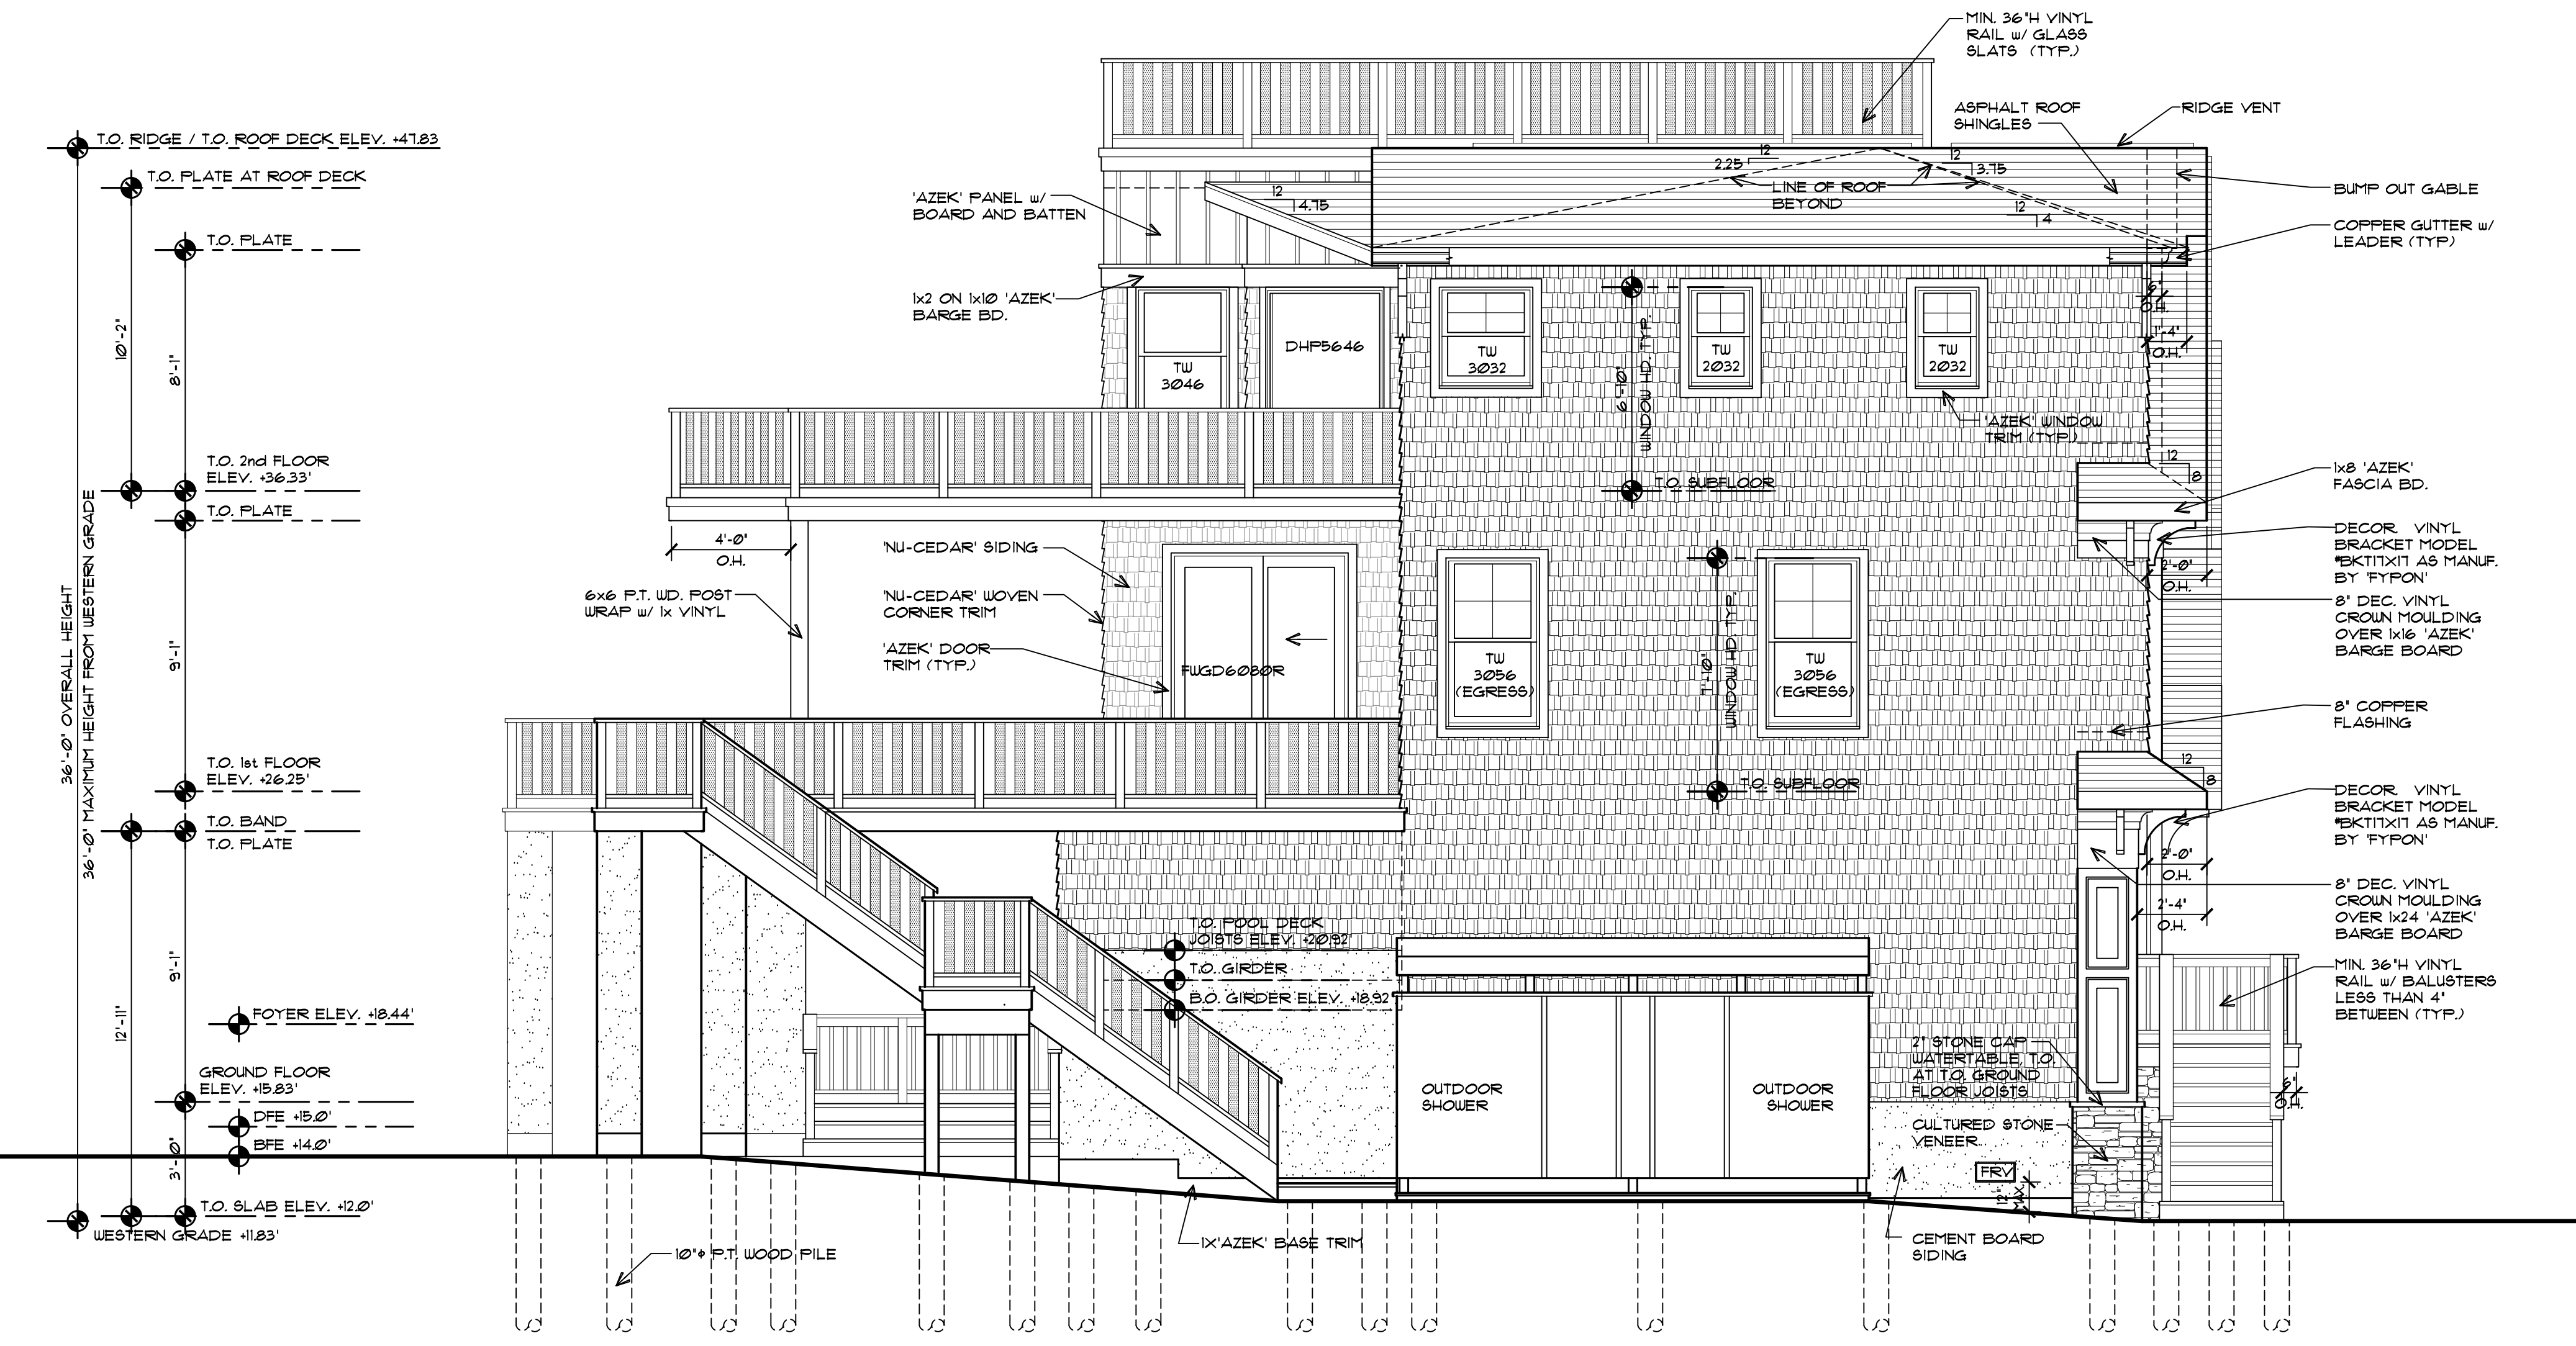 MIN. 36"H VINYL
RAIL w/ GLASS
SLATS (TYP.)
ASPHALT ROOF
SHINGLES
RIDGE VENT
T.O. RIDGE / T.O. ROOF DECK ELEV. +47.83
T.O. PLATE AT ROOF DECK
T.O. PLATE
10'-2"
8'-1"
T.O. 2nd FLOOR
ELEV. +36.33'
T.O. PLATE
9'-1"
36'-0" OVERALL HEIGHT
36'-0" MAXIMUM HEIGHT FROM WESTERN GRADE
T.O. 1st FLOOR
ELEV. +26.25'
T.O. BAND
T.O. PLATE
9'-1"
12'-11"
FOYER ELEV. +18.44'
GROUND FLOOR
ELEV. +15.83'
DFE +15.0'
BFE +14.0'
3'-0"
T.O. SLAB ELEV. +12.0'
WESTERN GRADE +11.83'
'AZEK' PANEL w/
BOARD AND BATTEN
1x2 ON 1x10 'AZEK'
BARGE BD.
12
4.75
12
2.25
12
3.75
LINE OF ROOF
BEYOND
12
4
BUMP OUT GABLE
COPPER GUTTER w/
LEADER (TYP)
6"
O.H.
1'-4"
O.H.
TW
3046
DHP5646
TW
3032
TW
2032
TW
2032
6'-10"
WINDOW HD. TYP.
T.O. SUBFLOOR
'AZEK' WINDOW
TRIM (TYP.)
12
8
1x8 'AZEK'
FASCIA BD.
DECOR. VINYL
BRACKET MODEL
#BKT17X17 AS MANUF.
BY 'FYPON'
2'-0"
O.H.
8" DEC. VINYL
CROWN MOULDING
OVER 1x16 'AZEK'
BARGE BOARD
4'-0"
O.H.
'NU-CEDAR' SIDING
6x6 P.T. WD. POST
WRAP w/ 1x VINYL
'NU-CEDAR' WOVEN
CORNER TRIM
'AZEK' DOOR
TRIM (TYP.)
FWGD6080R
TW
3056
(EGRESS)
7'-10"
WINDOW HD. TYP.
TW
3056
(EGRESS)
T.O. SUBFLOOR
8" COPPER
FLASHING
12
8
DECOR. VINYL
BRACKET MODEL
#BKT17X17 AS MANUF.
BY 'FYPON'
2'-0"
O.H.
2'-4"
O.H.
8" DEC. VINYL
CROWN MOULDING
OVER 1x24 'AZEK'
BARGE BOARD
MIN. 36"H VINYL
RAIL w/ BALUSTERS
LESS THAN 4"
BETWEEN (TYP.)
T.O. POOL DECK
JOISTS ELEV. +20.92'
T.O. GIRDER
B.O. GIRDER ELEV. +18.92'
OUTDOOR
SHOWER
OUTDOOR
SHOWER
2" STONE CAP
WATERTABLE, T.O.
AT T.O. GROUND
FLOOR JOISTS
6"
O.H.
CULTURED STONE
VENEER
FRV
12"
MAX.
1X'AZEK' BASE TRIM
10"φ P.T. WOOD PILE
CEMENT BOARD
SIDING